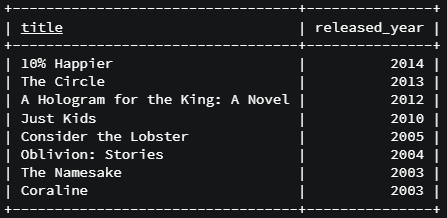 +-------------------------------------+---------------+
| title                               | released_year |
+-------------------------------------+---------------+
| 10% Happier                         |          2014 |
| The Circle                          |          2013 |
| A Hologram for the King: A Novel    |          2012 |
| Just Kids                           |          2010 |
| Consider the Lobster                |          2005 |
| Oblivion: Stories                   |          2004 |
| The Namesake                        |          2003 |
| Coraline                            |          2003 |
+-------------------------------------+---------------+